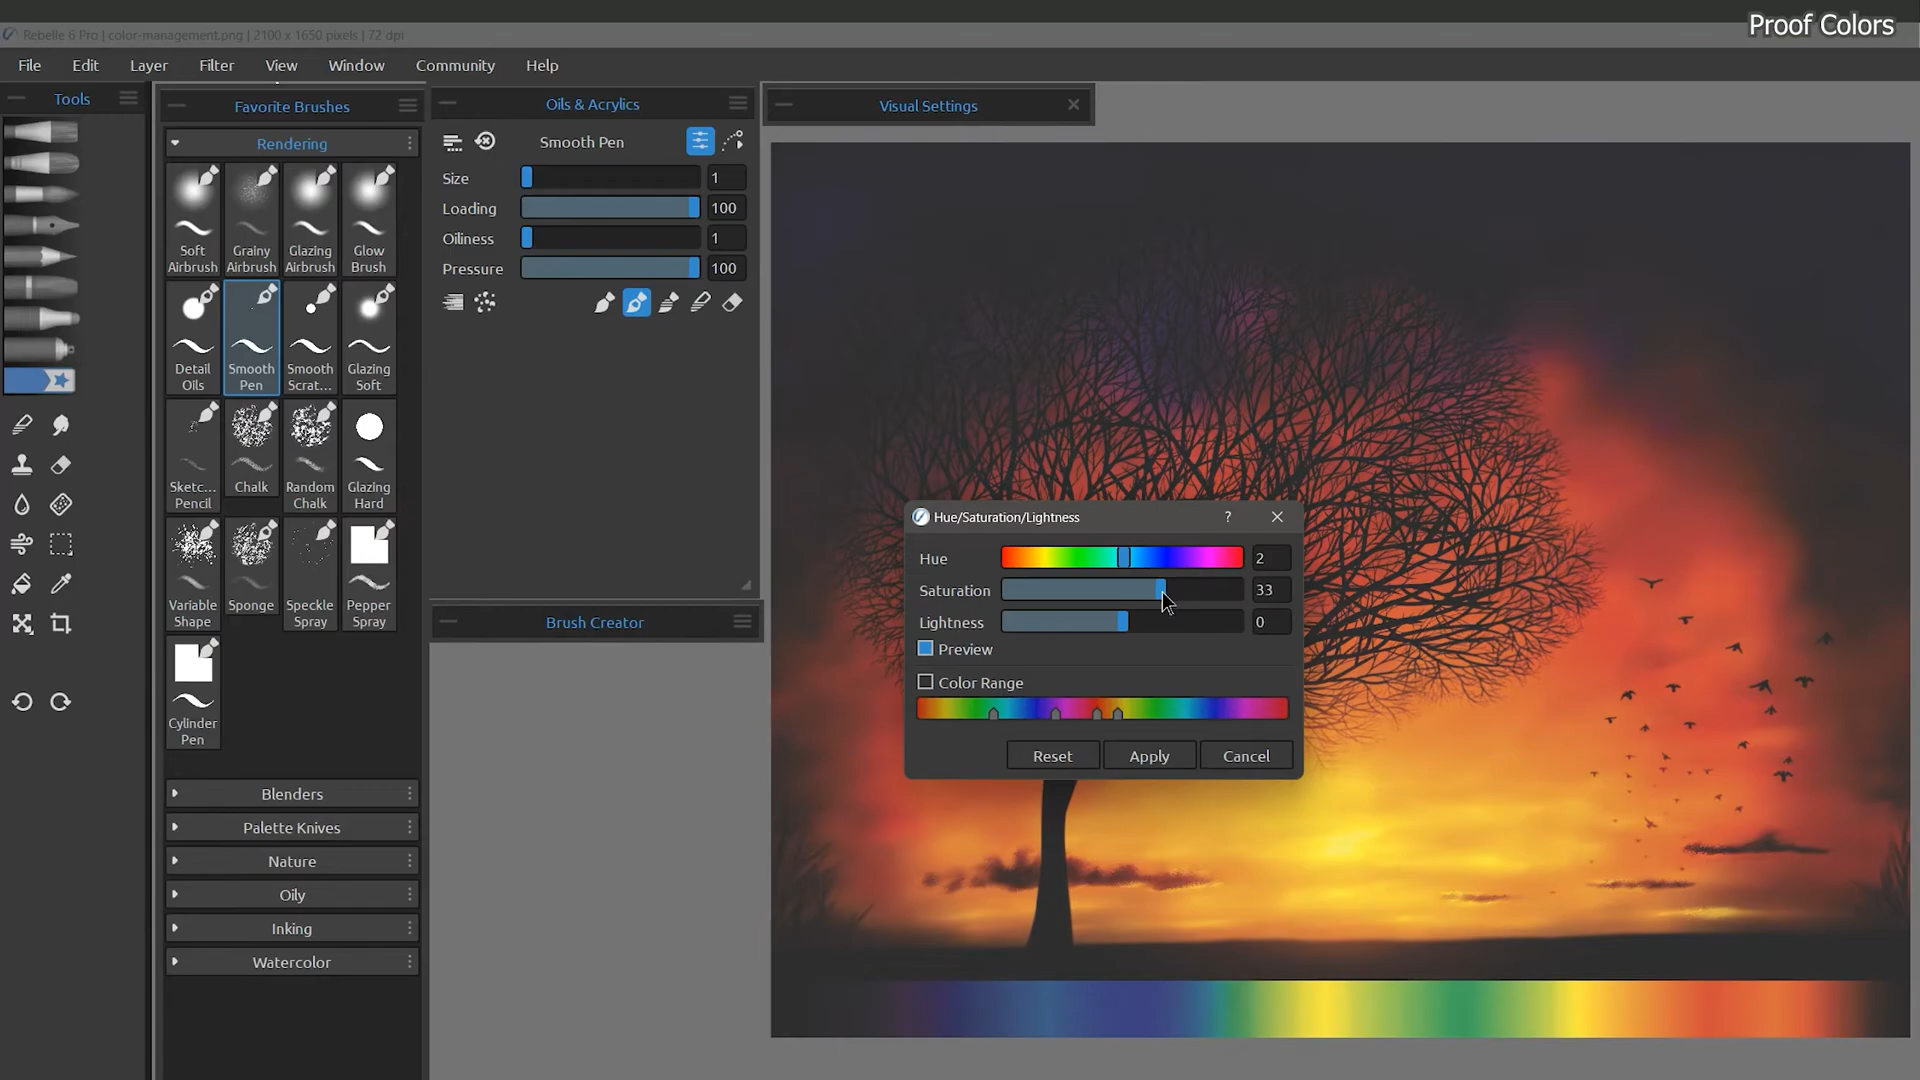 Proof Colors
Rebelle 6 Pro | color-management.png | 2100 x 1650 pixels | 72 dpi
File Edit Layer Filter View Window Community Help
Tools
Favorite Brushes
Rendering
Soft Airbrush
Grainy Airbrush
Glazing Airbrush
Glow Brush
Detail Oils
Smooth Pen
Smooth Scrat...
Glazing Soft
Sketc... Pencil
Chalk
Random Chalk
Glazing Hard
Variable Shape
Sponge
Speckle Spray
Pepper Spray
Cylinder Pen
Blenders
Palette Knives
Nature
Oily
Inking
Watercolor
Oils & Acrylics
Smooth Pen
Size 1
Loading 100
Oiliness 1
Pressure 100
Brush Creator
Visual Settings
Hue/Saturation/Lightness ?
Hue 2
Saturation 33
Lightness 0
Preview
Color Range
Reset Apply Cancel